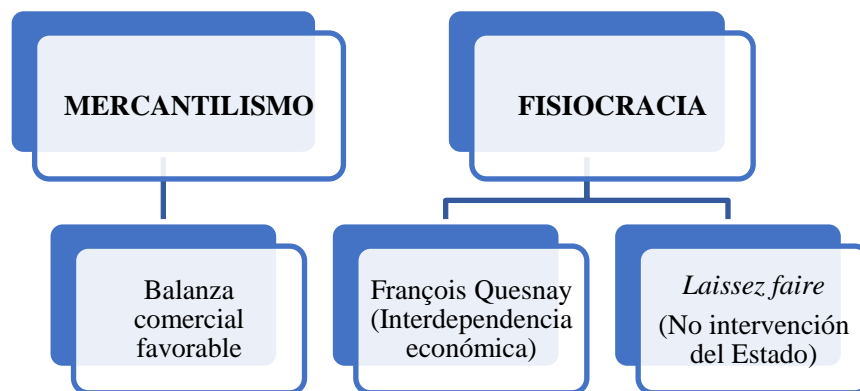 MERCANTILISMO
FISIOCRACIA
Balanza
comercial
favorable
François Quesnay
(Interdependencia
económica)
Laissez faire
(No intervención
del Estado)